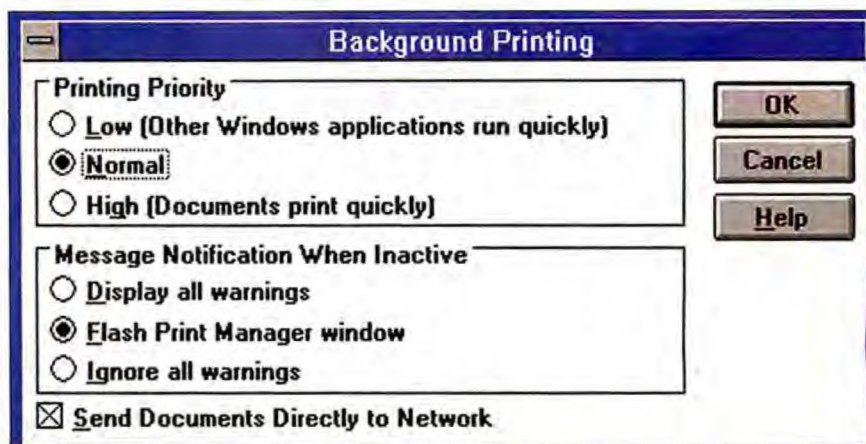 Background Printing
Printing Priority
Low (Other Windows applications run quickly)
Normal
High (Documents print quickly)
OK
Cancel
Help
Message Notification When Inactive
Display all warnings
Flash Print Manager window
Ignore all warnings
Send Documents Directly to Network